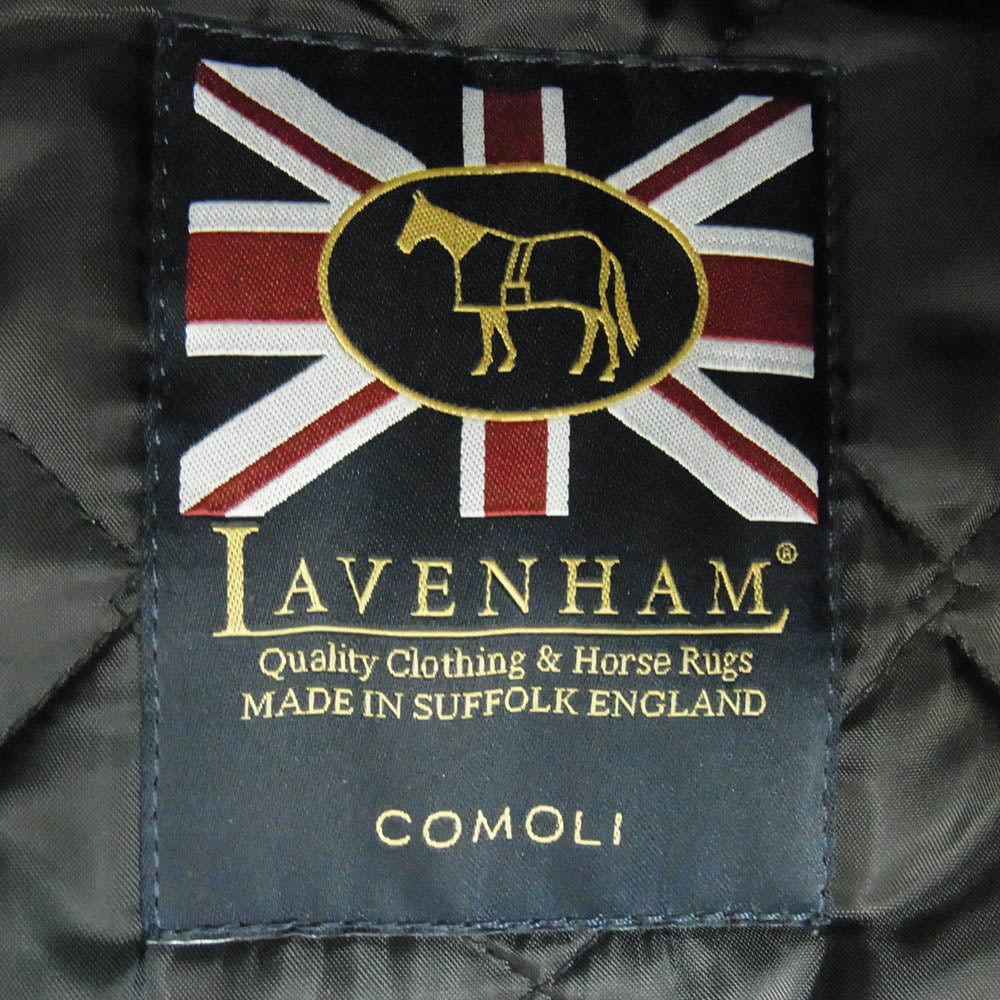 LAVENHAM®
Quality Clothing & Horse Rugs
MADE IN SUFFOLK ENGLAND
COMOLI